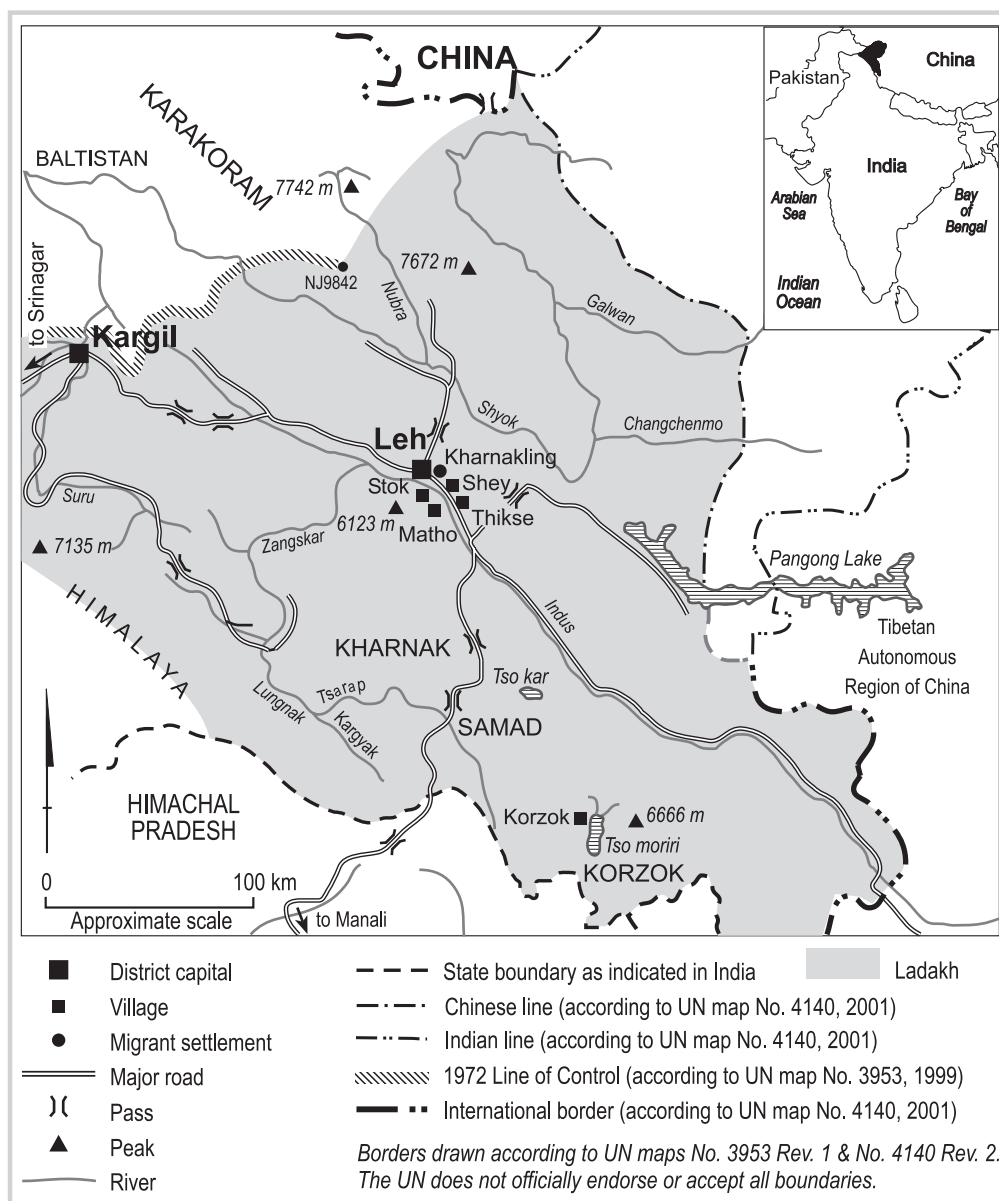 CHINA
KARAKORAM
BALTISTAN
7742 m
7672 m
NJ9842
to Srinagar
Kargil
Nubra
Galwan
Shyok
Changchenmo
Leh
Kharnakling
Stok
Shey
Thikse
Matho
6123 m
Suru
Zangskar
7135 m
HIMALAYA
Pangong Lake
Indus
Tibetan
Autonomous
Region of China
KHARNAK
Tso kar
Tsarap
Lungnak
Kargyak
SAMAD
HIMACHAL
PRADESH
Korzok
6666 m
Tso moriri
KORZOK
0
100 km
Approximate scale
to Manali
Pakistan
China
India
Arabian
Sea
Bay
of
Bengal
Indian
Ocean
District capital
Village
Migrant settlement
Major road
Pass
Peak
River
State boundary as indicated in India
Ladakh
Chinese line (according to UN map No. 4140, 2001)
Indian line (according to UN map No. 4140, 2001)
1972 Line of Control (according to UN map No. 3953, 1999)
International border (according to UN map No. 4140, 2001)
Borders drawn according to UN maps No. 3953 Rev. 1 & No. 4140 Rev. 2.
The UN does not officially endorse or accept all boundaries.